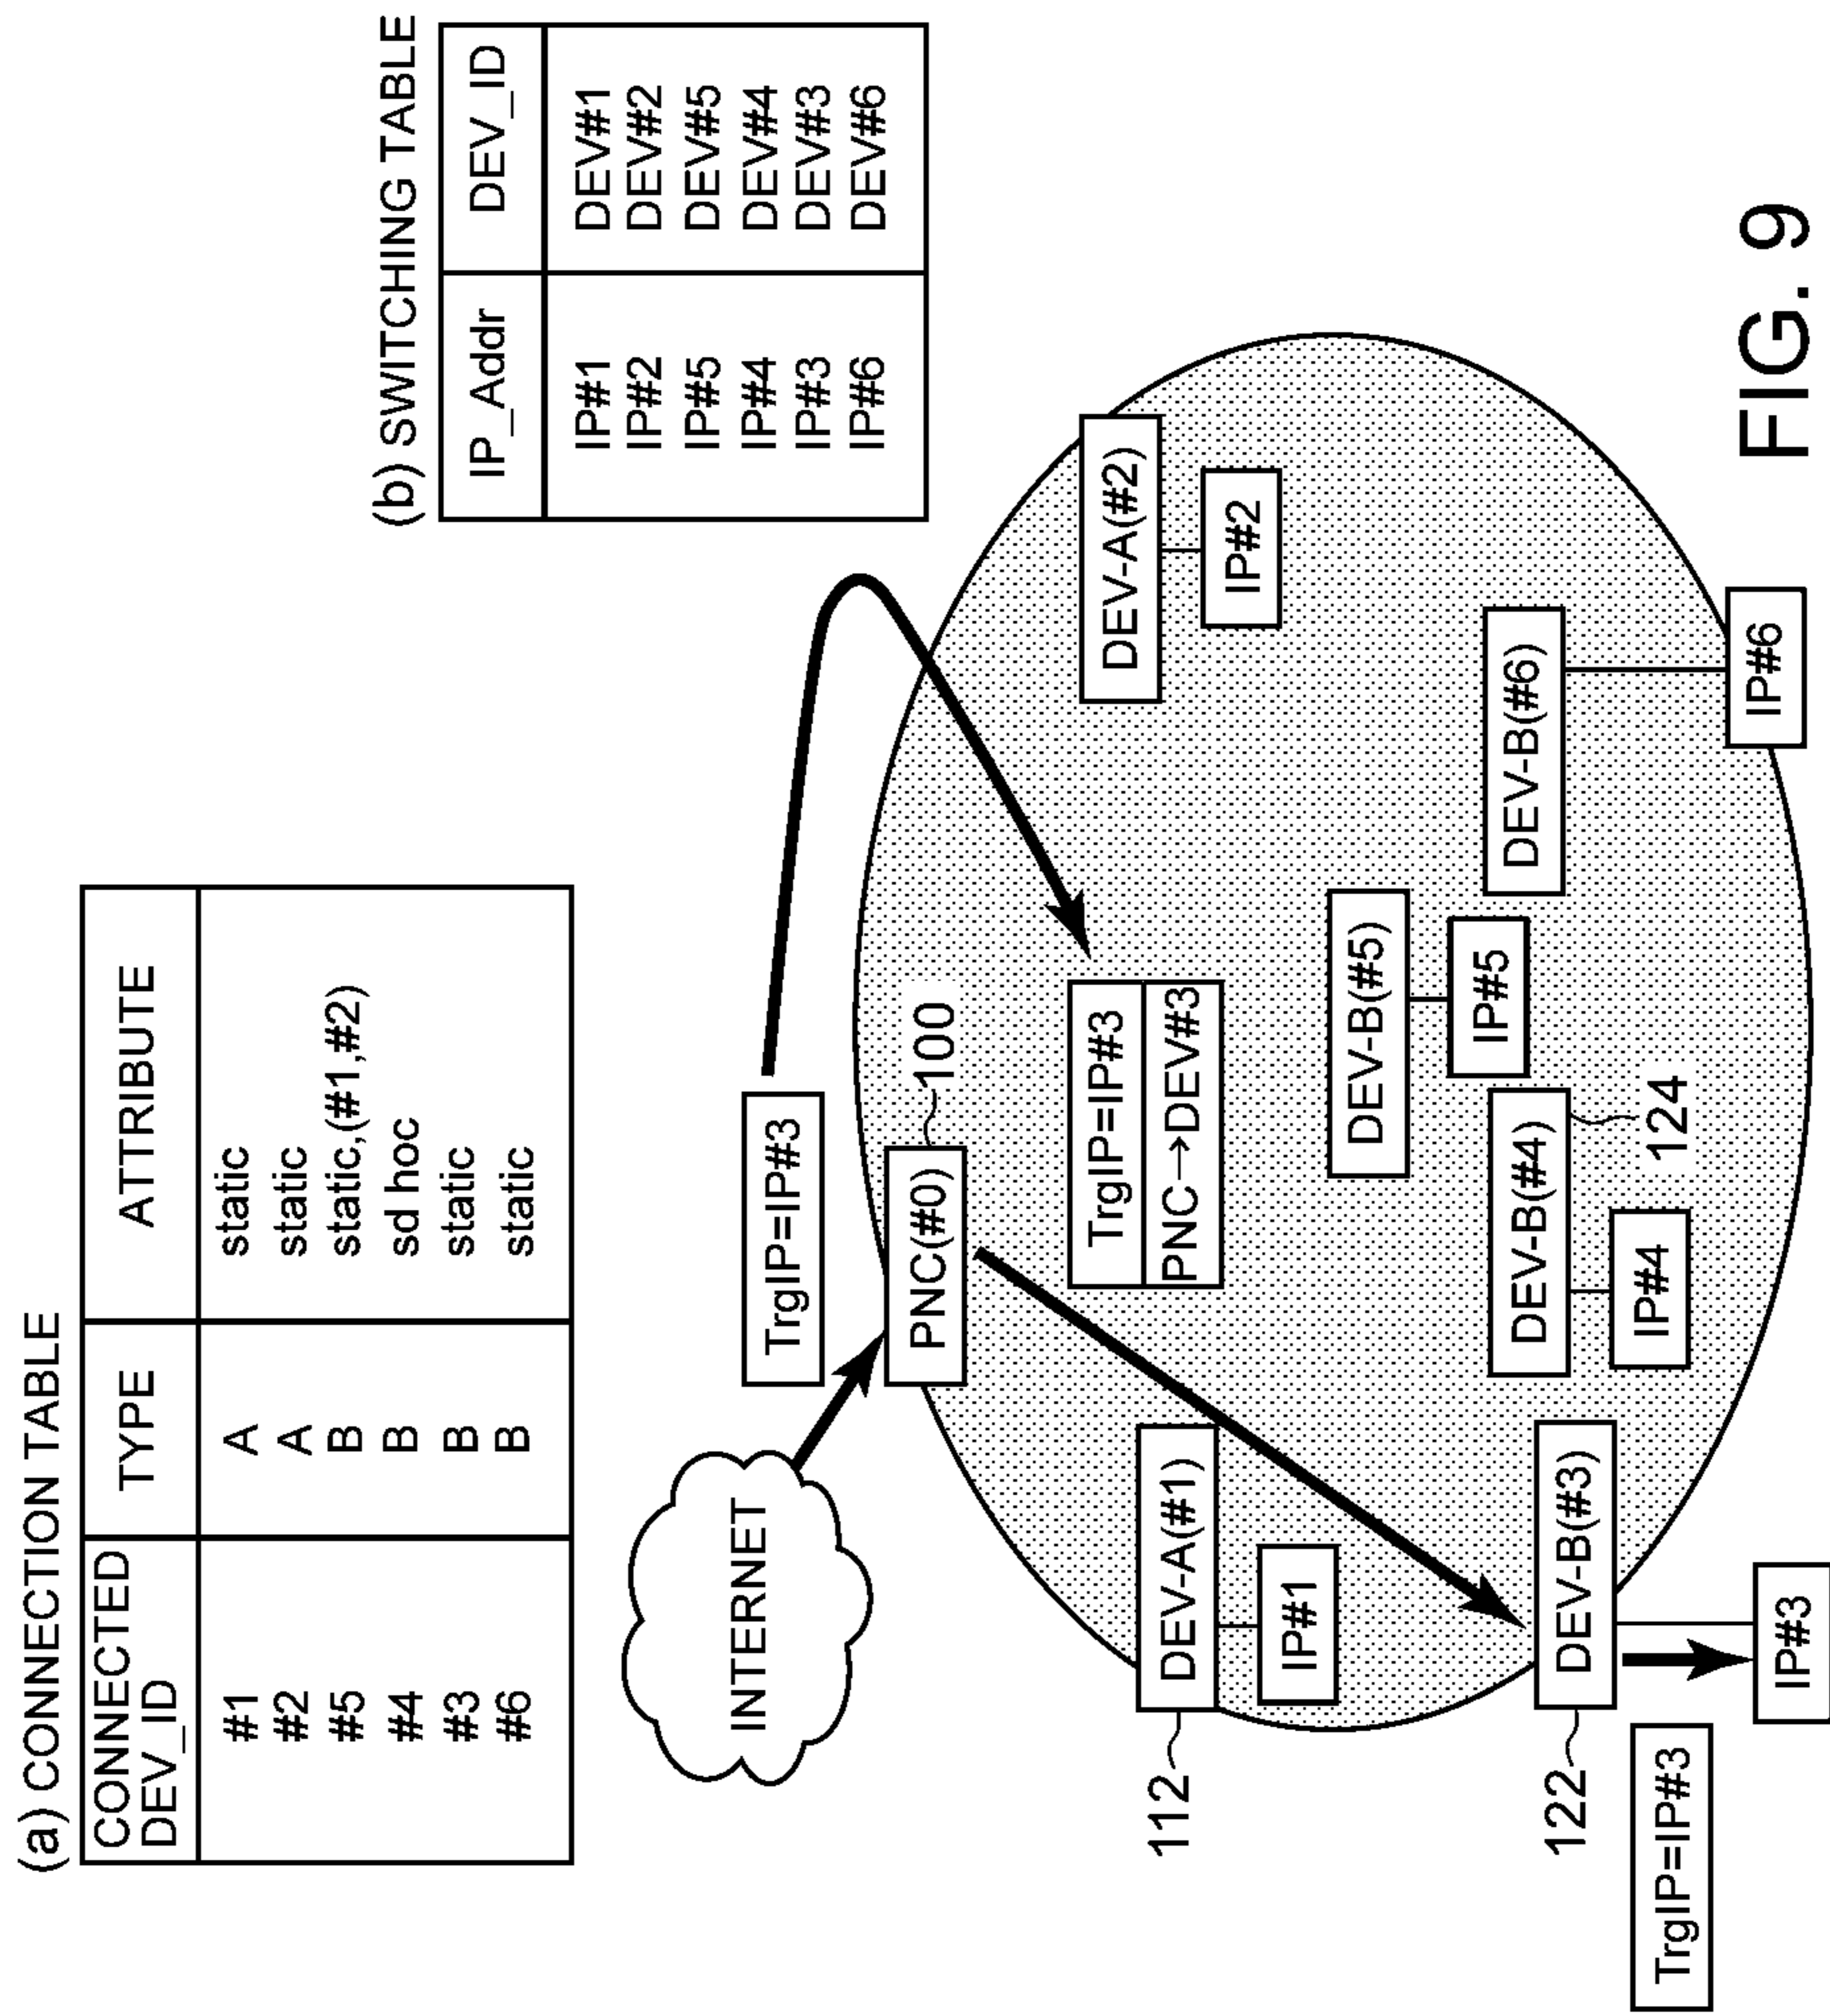 (a) CONNECTION TABLE
CONNECTED DEV_ID TYPE ATTRIBUTE
#1 A static
#2 A static
#5 B static,(#1,#2)
#4 B sd hoc
#3 B static
#6 B static
(b) SWITCHING TABLE
IP_Addr DEV_ID
IP#1 DEV#1
IP#2 DEV#2
IP#5 DEV#5
IP#4 DEV#4
IP#3 DEV#3
IP#6 DEV#6
INTERNET
TrgIP=IP#3
PNC(#0)
100
TrgIP=IP#3
PNC→DEV#3
112
DEV-A(#1)
IP#1
DEV-A(#2)
IP#2
DEV-B(#5)
IP#5
DEV-B(#4)
124
IP#4
DEV-B(#6)
IP#6
122
DEV-B(#3)
TrgIP=IP#3
IP#3
FIG. 9